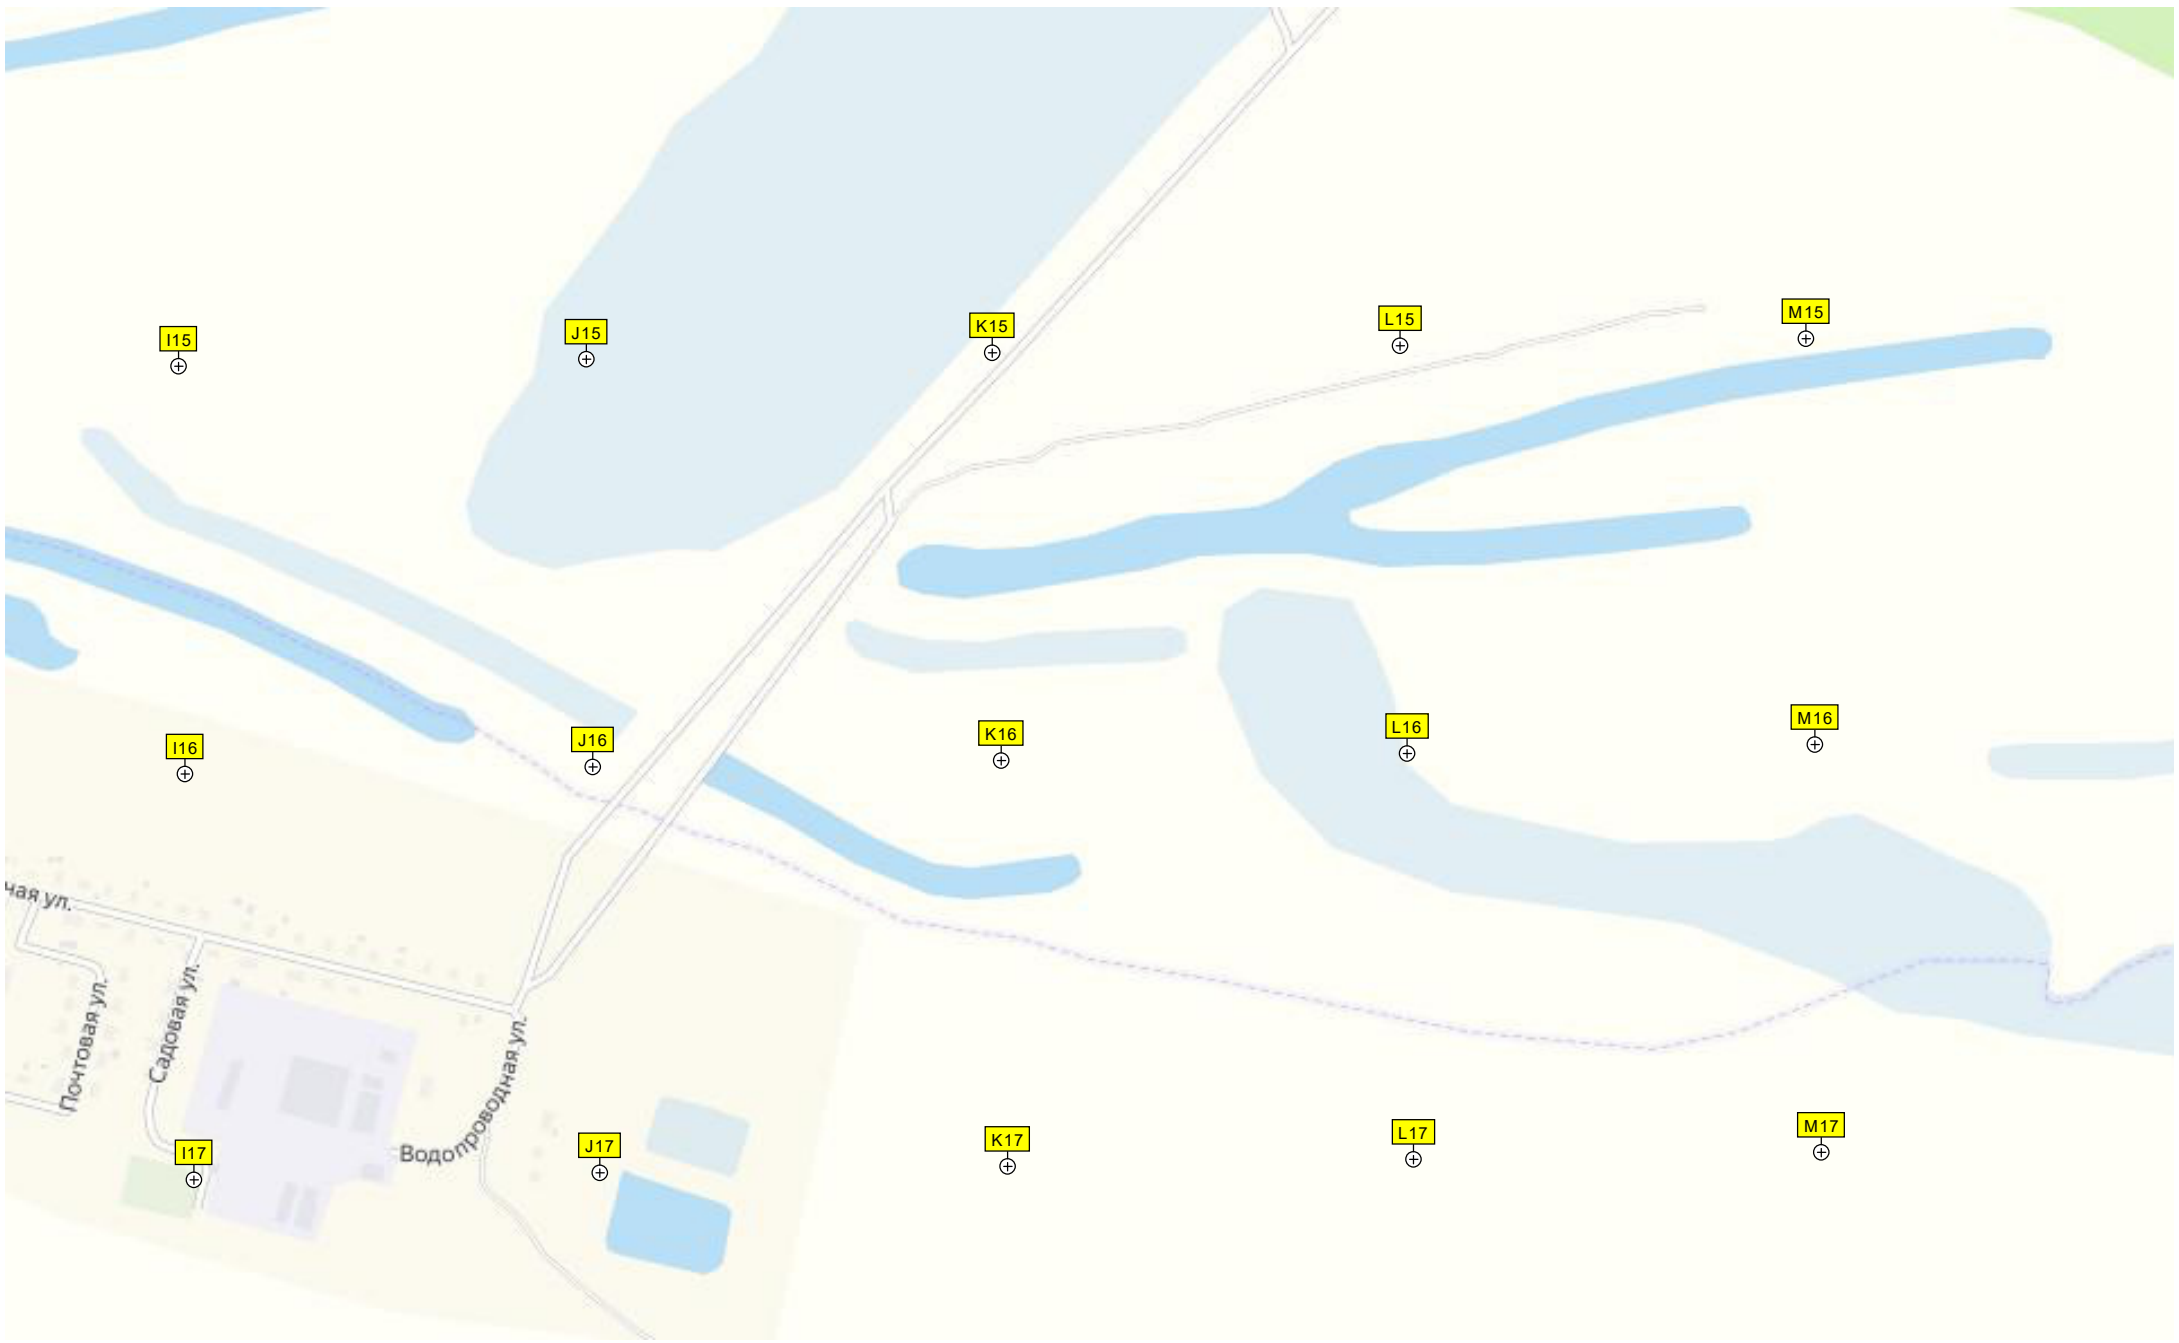 I15
J15
K15
L15
M15
I16
J16
K16
L16
M16
ная ул.
Почтовая ул.
Садовая ул.
Водопроводная ул.
I17
J17
K17
L17
M17